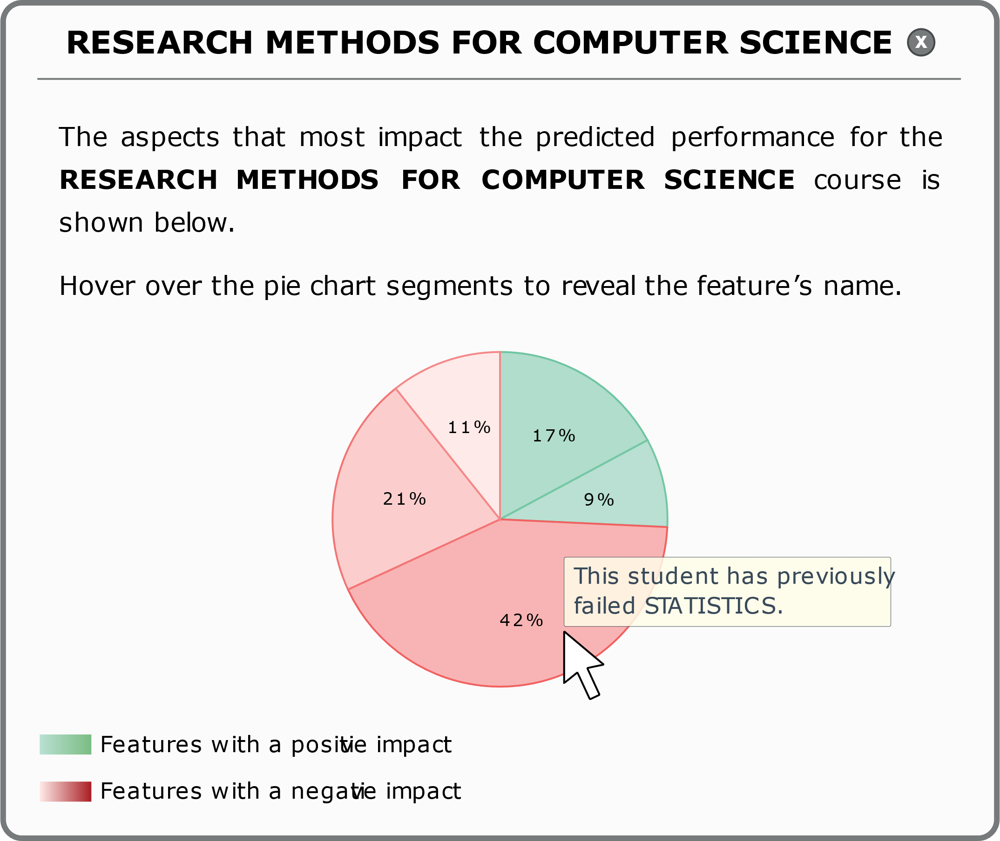 RESEARCH METHODS FOR COMPUTER SCIENCE x
The aspects that most impact the predicted performance for the
RESEARCH METHODS FOR COMPUTER SCIENCE course is
shown below.
Hover over the pie chart segments to reveal the feature’s name.
11%
17%
21%
9%
This student has previously
failed STATISTICS.
42%
Features with a positive impact
Features with a negative impact